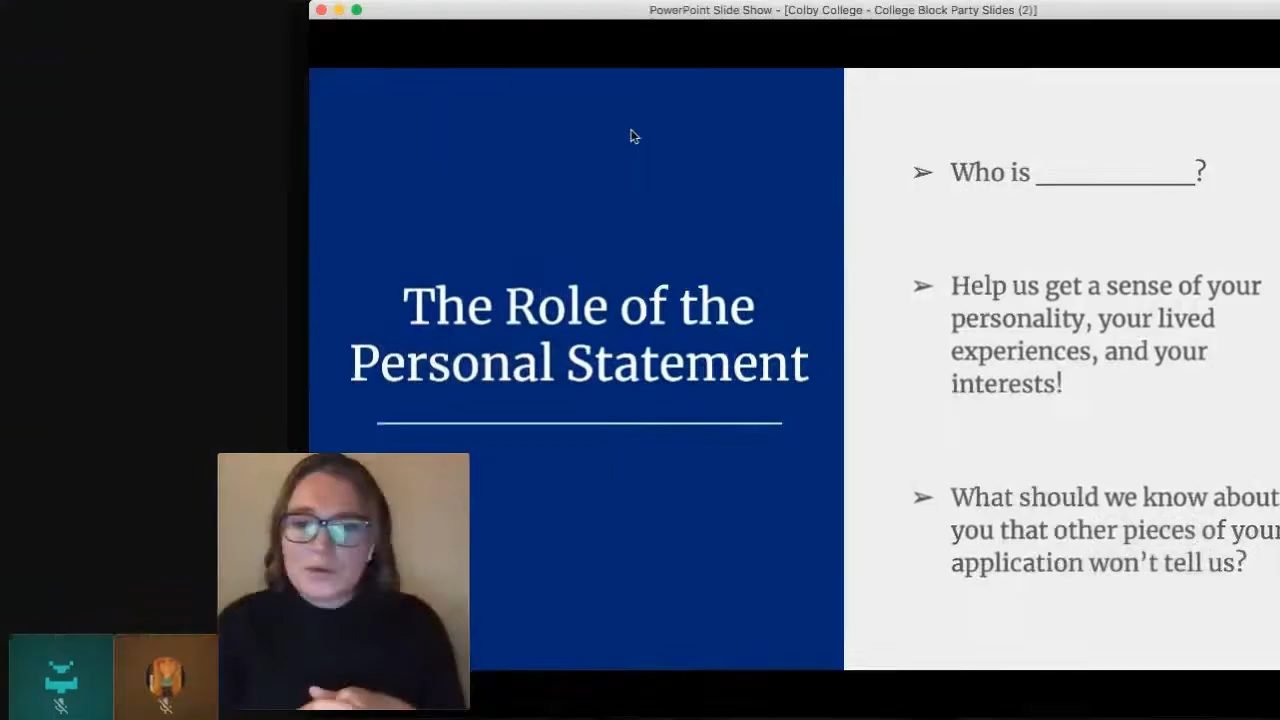 PowerPoint Slide Show - [Colby College - College Block Party Slides (2)]
The Role of the
Personal Statement
➢ Who is ____________?
➢ Help us get a sense of your
personality, your lived
experiences, and your
interests!
➢ What should we know about
you that other pieces of your
application won't tell us?